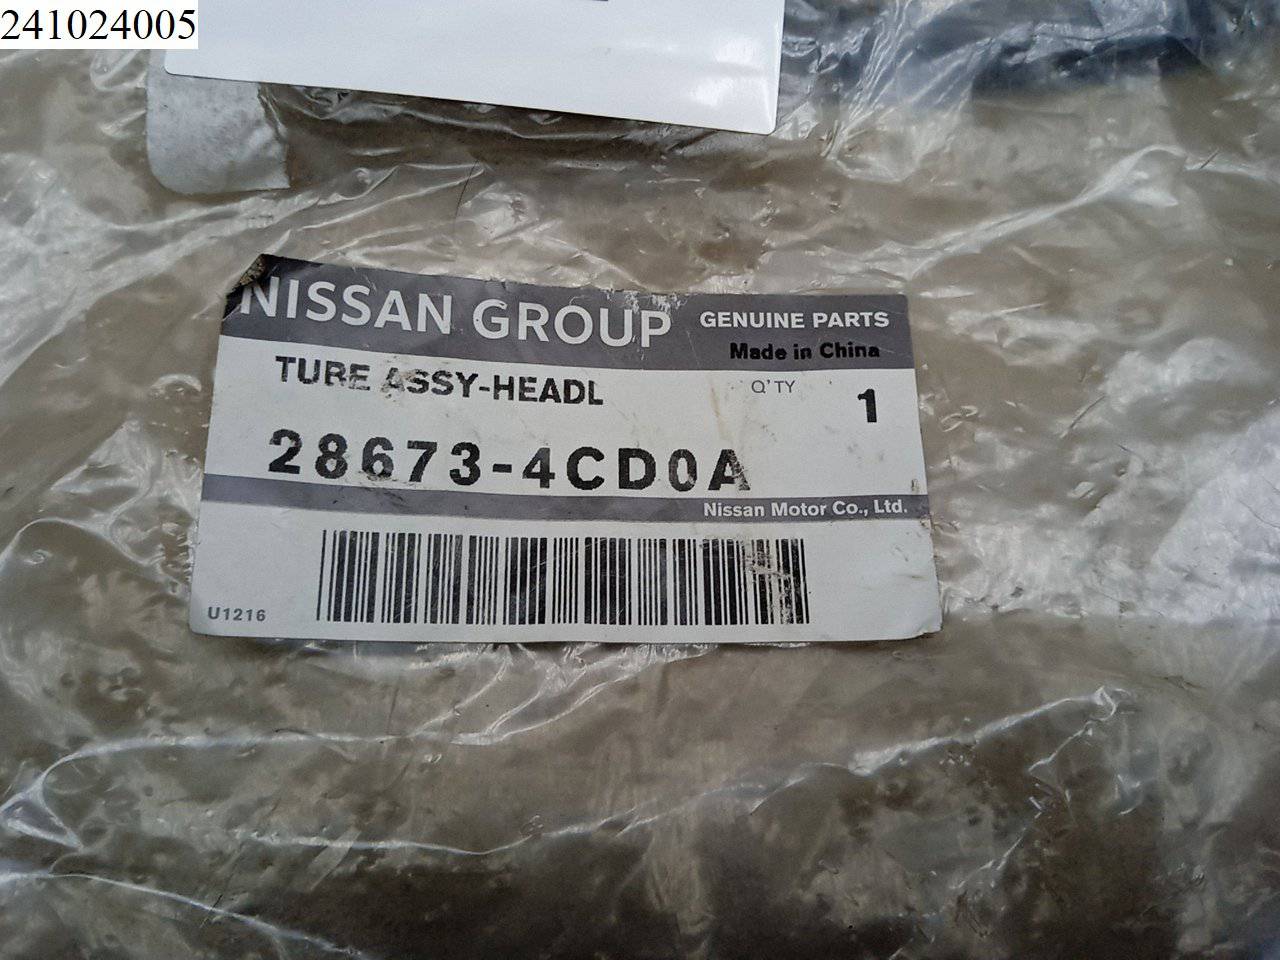 241024005
NISSAN GROUP
GENUINE PARTS
Made in China
TUBE ASSY-HEADL
Q'TY
1
28673-4CD0A
Nissan Motor Co., Ltd.
U1216